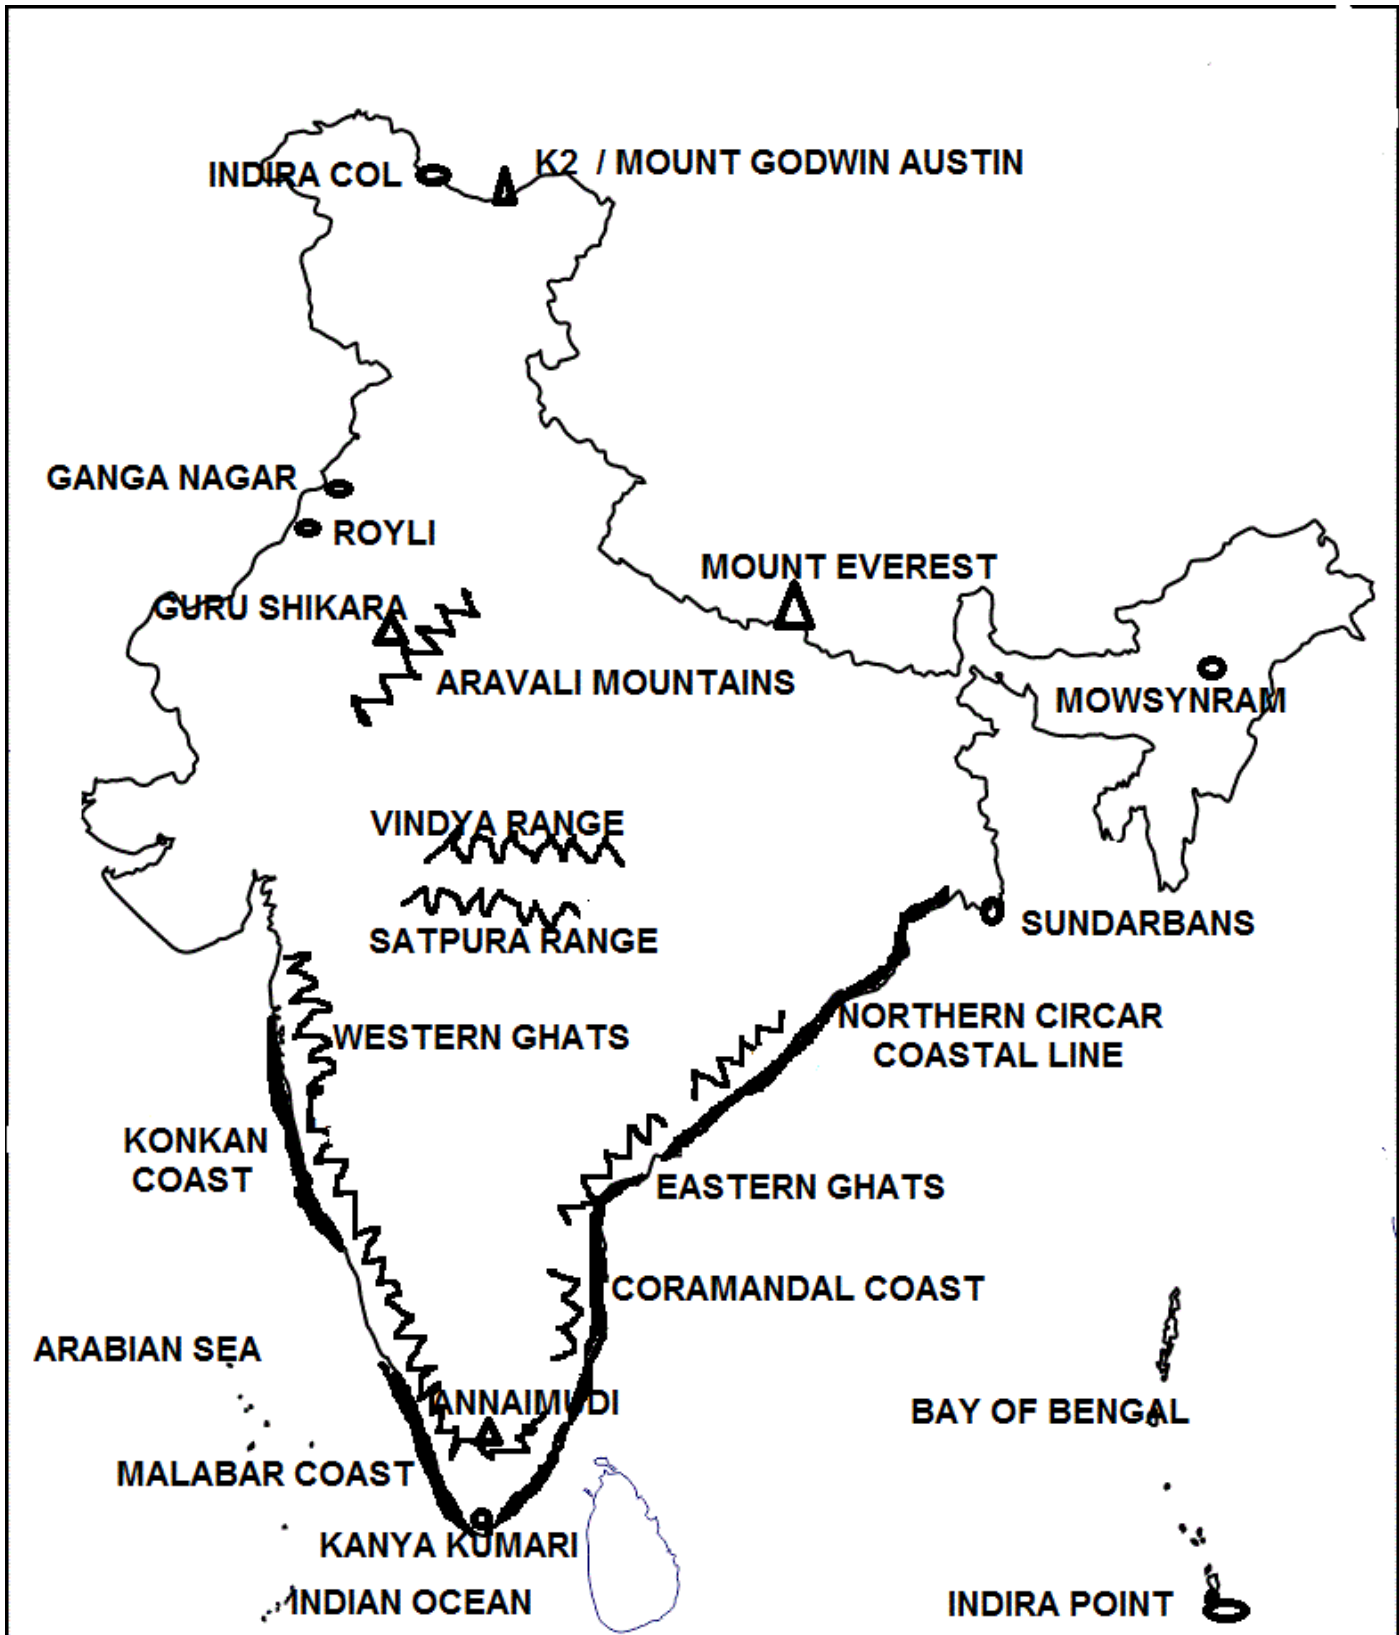 K2 / MOUNT GODWIN AUSTIN
INDIRA COL
GANGA NAGAR
ROYLI
MOUNT EVEREST
GURU SHIKARA
ARAVALI MOUNTAINS
MOWSYNRAM
VINDYA RANGE
SATPURA RANGE
SUNDARBANS
WESTERN GHATS
NORTHERN CIRCAR
COASTAL LINE
KONKAN
COAST
EASTERN GHATS
CORAMANDAL COAST
ARABIAN SEA
ANNAIMUDI
BAY OF BENGAL
MALABAR COAST
KANYA KUMARI
INDIAN OCEAN
INDIRA POINT